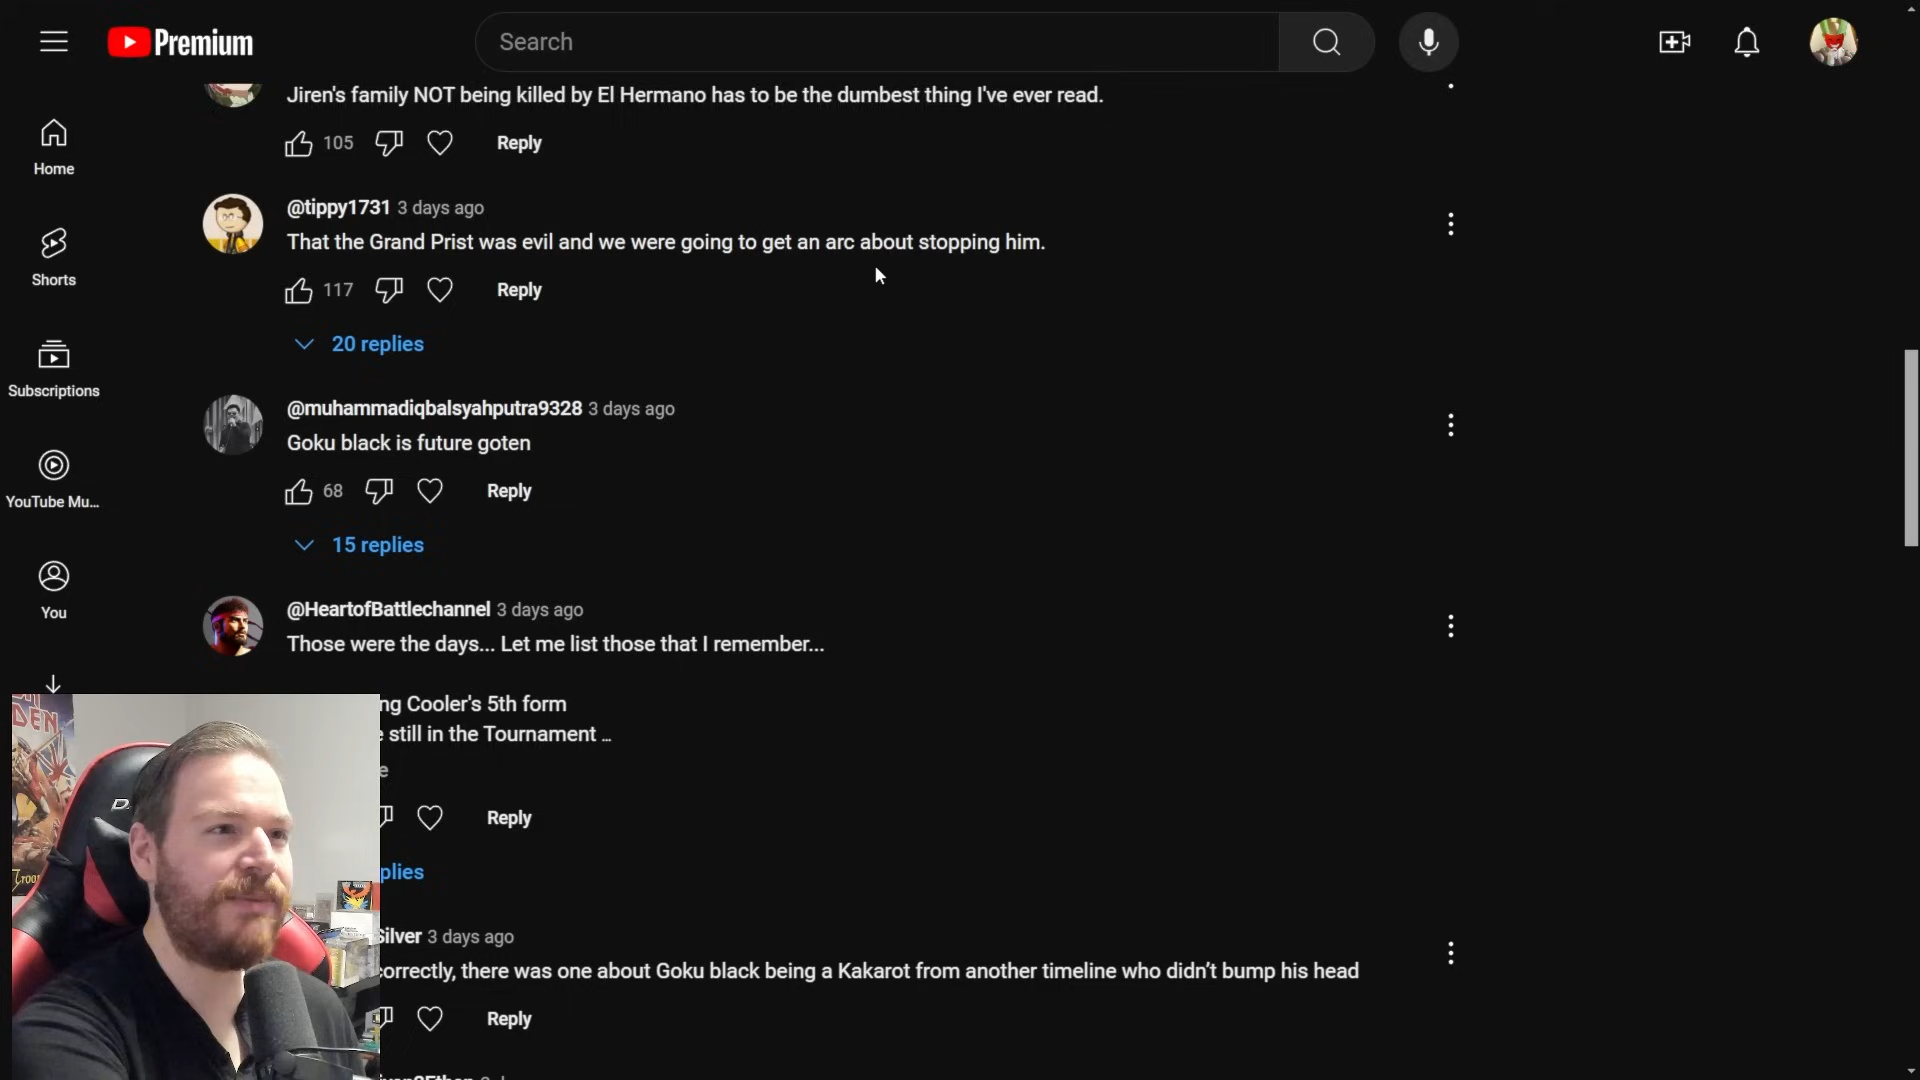 Premium
Search
Jiren's family NOT being killed by El Hermano has to be the dumbest thing I've ever read.
105
Reply
Home
@tippy1731 3 days ago
That the Grand Prist was evil and we were going to get an arc about stopping him.
Shorts
117
Reply
20 replies
Subscriptions
@muhammadiqbalsyahputra9328 3 days ago
Goku black is future goten
YouTube Mu...
68
Reply
15 replies
You
@HeartofBattlechannel 3 days ago
Those were the days... Let me list those that I remember...
ng Cooler's 5th form
still in the Tournament ...
Reply
plies
Silver 3 days ago
correctly, there was one about Goku black being a Kakarot from another timeline who didn't bump his head
Reply